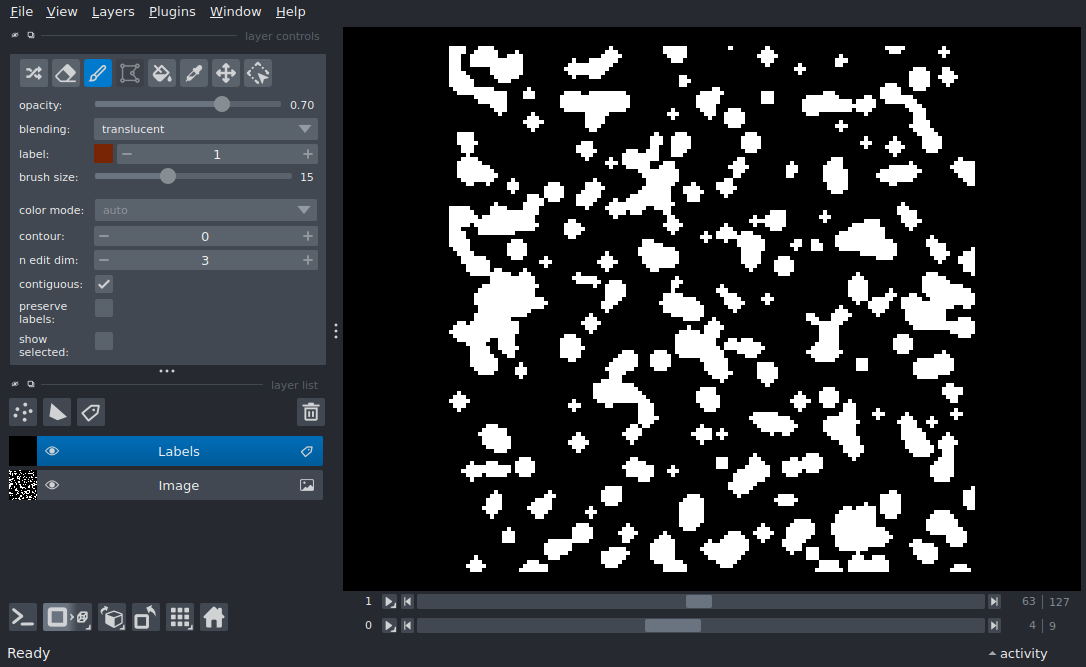 File View Layers Plugins Window Help
layer controls
opacity: 0.70
blending: translucent
label: 1
brush size: 15
color mode: auto
contour: 0
n edit dim: 3
contiguous:
preserve
labels:
show
selected:
layer list
Labels
Image
1 63 127
0 4 9
Ready activity